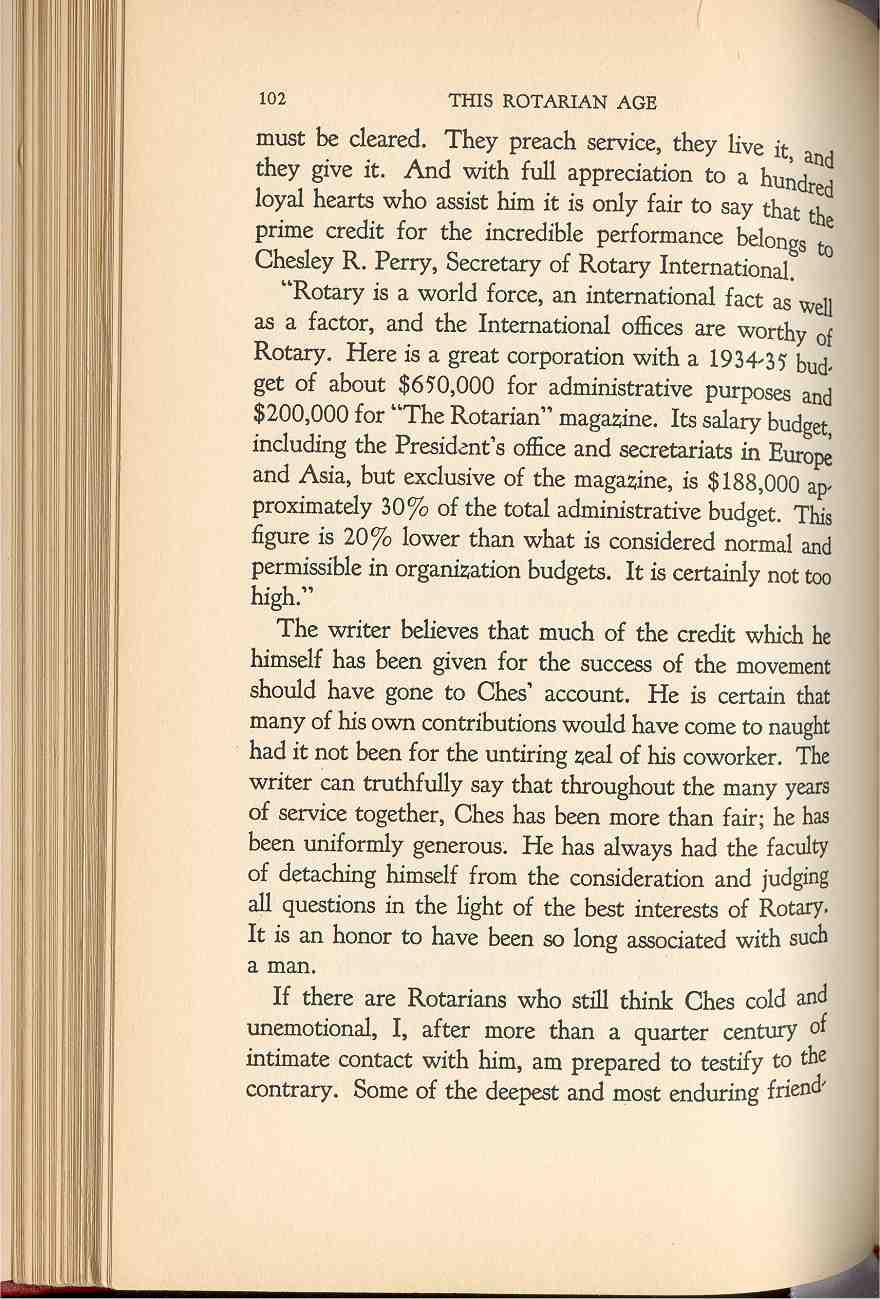 102 THIS ROTARIAN AGE
must be cleared. They preach service, they live it, and
they give it. And with full appreciation to a hundred
loyal hearts who assist him it is only fair to say that the
prime credit for the incredible performance belongs to
Chesley R. Perry, Secretary of Rotary International.
“Rotary is a world force, an international fact as well
as a factor, and the International offices are worthy of
Rotary. Here is a great corporation with a 1934-35 bud-
get of about $650,000 for administrative purposes and
$200,000 for “The Rotarian” magazine. Its salary budget,
including the President's office and secretariats in Europe
and Asia, but exclusive of the magazine, is $188,000 ap-
proximately 30% of the total administrative budget. This
figure is 20% lower than what is considered normal and
permissible in organization budgets. It is certainly not too
high.”
The writer believes that much of the credit which he
himself has been given for the success of the movement
should have gone to Ches' account. He is certain that
many of his own contributions would have come to naught
had it not been for the untiring zeal of his coworker. The
writer can truthfully say that throughout the many years
of service together, Ches has been more than fair; he has
been uniformly generous. He has always had the faculty
of detaching himself from the consideration and judging
all questions in the light of the best interests of Rotary.
It is an honor to have been so long associated with such
a man.
If there are Rotarians who still think Ches cold and
unemotional, I, after more than a quarter century of
intimate contact with him, am prepared to testify to the
contrary. Some of the deepest and most enduring friend-